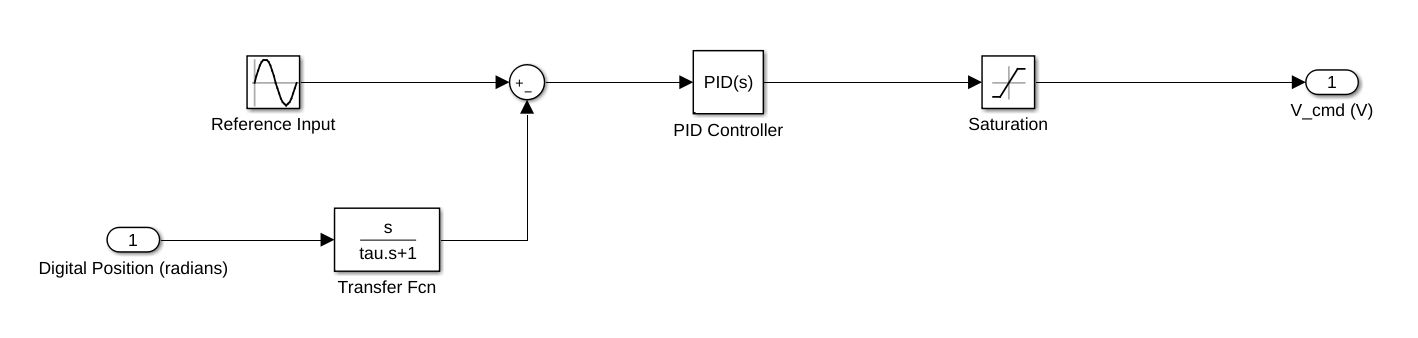 +
−
PID(s)
1
Reference Input
PID Controller
Saturation
V_cmd (V)
1
s
tau.s+1
Digital Position (radians)
Transfer Fcn